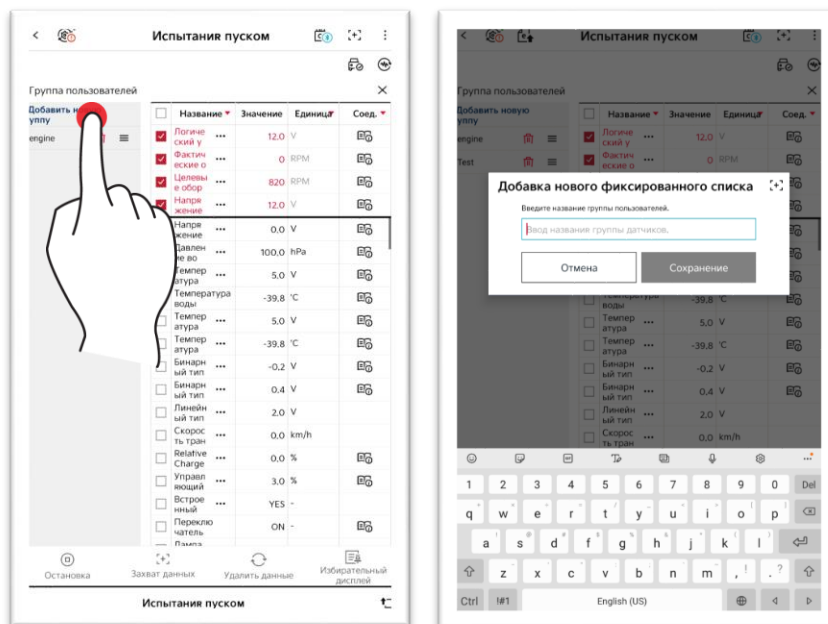 Испытания пуском
Группа пользователей
Добавить
уппу
engine
Название Значение Единица Соед.
Логиче
ский у ... 12,0 V
Фактич
еские о ... 0 RPM
Целевы
е обор ... 820 RPM
Напря
жение ... 12,0 V
Напря
жение ... 0,0 V
Давлен
ие во ... 100,0 hPa
Темпер
атура ... 5,0 V
Температура
воды -39,8 °C
Темпер
атура ... 5,0 V
Темпер
атура ... -39,8 °C
Бинарн
ый тип ... -0,2 V
Бинарн
ый тип ... 0,4 V
Линейн
ый тип ... 2,0 V
Скорос
ть тран ... 0,0 km/h
Relative
Charge ... 0,0 %
Управл
яющий ... 3,0 %
Встрое
нный ... YES -
Переклю
чатель ON -
Лампа
Остановка
Захват данных
Удалить данные
Избирательный
дисплей
Испытания пуском
Испытания пуском
Группа пользователей
Добавить новую
уппу
engine
Test
Название Значение Единица Соед.
Логиче
ский у ... 12,0 V
Фактич
еские о ... 0 RPM
Добавка нового фиксированного списка
Введите название группы пользователей.
Ввод названия группы датчиков.
Отмена
Сохранение
воды -39,8 °C
Темпер
атура ... 5,0 V
Темпер
атура ... -39,8 °C
Бинарн
ый тип ... -0,2 V
Бинарн
ый тип ... 0,4 V
Линейн
ый тип ... 2,0 V
Скорос
ть тран ... 0,0 km/h
1 2 3 4 5 6 7 8 9 0 Del
q w e r t y u i o p
a s d f g h j k l
z x c v b n m , ! . ?
Ctrl !#1 English (US)